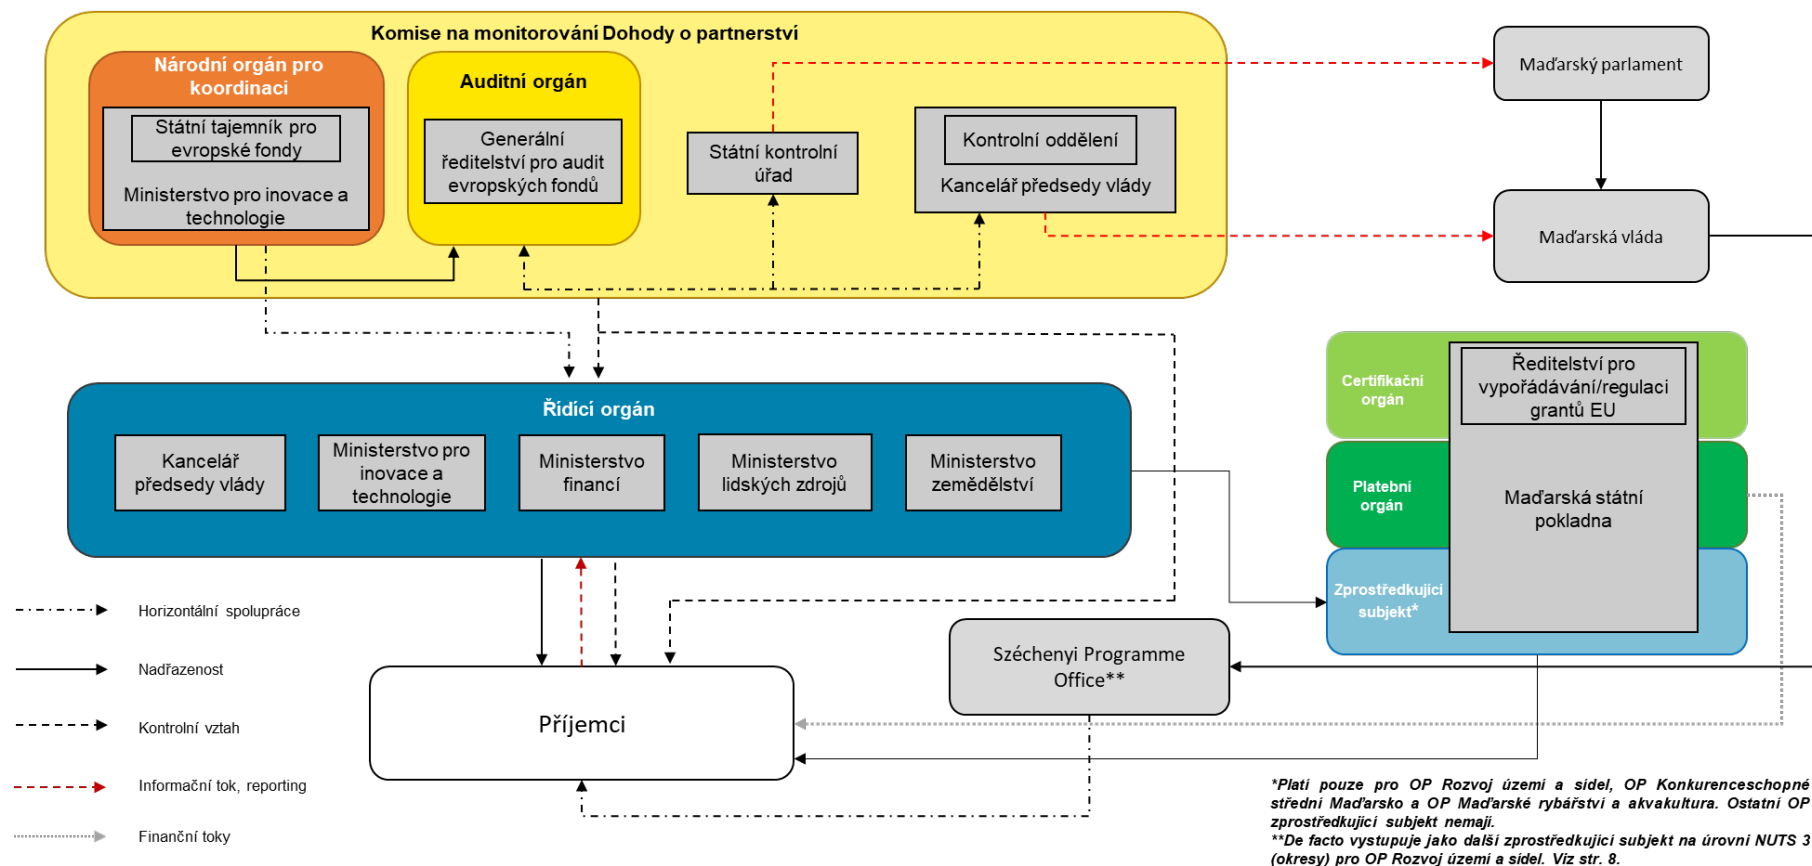 Komise na monitorování Dohody o partnerství
Národní orgán pro
koordinaci
Státní tajemník pro
evropské fondy
Ministerstvo pro inovace a
technologie
Auditní orgán
Generální
ředitelství pro audit
evropských fondů
Státní kontrolní
úřad
Kontrolní oddělení
Kancelář předsedy vlády
Maďarský parlament
Maďarská vláda
Řídící orgán
Kancelář
předsedy vlády
Ministerstvo pro
inovace a
technologie
Ministerstvo
financí
Ministerstvo
lidských zdrojů
Ministerstvo
zemědělství
Certifikační
orgán
Platební
orgán
Zprostředkující
subjekt*
Ředitelství pro
vypořádávání/regulaci
grantů EU
Maďarská státní
pokladna
Széchenyi Programme
Office**
Příjemci
Horizontální spolupráce
Nadřazenost
Kontrolní vztah
Informační tok, reporting
Finanční toky
*Platí pouze pro OP Rozvoj území a sídel, OP Konkurenceschopné
střední Maďarsko a OP Maďarské rybářství a akvakultura. Ostatní OP
zprostředkující subjekt nemají.
**De facto vystupuje jako další zprostředkující subjekt na úrovní NUTS 3
(okresy) pro OP Rozvoj území a sídel. Viz str. 8.